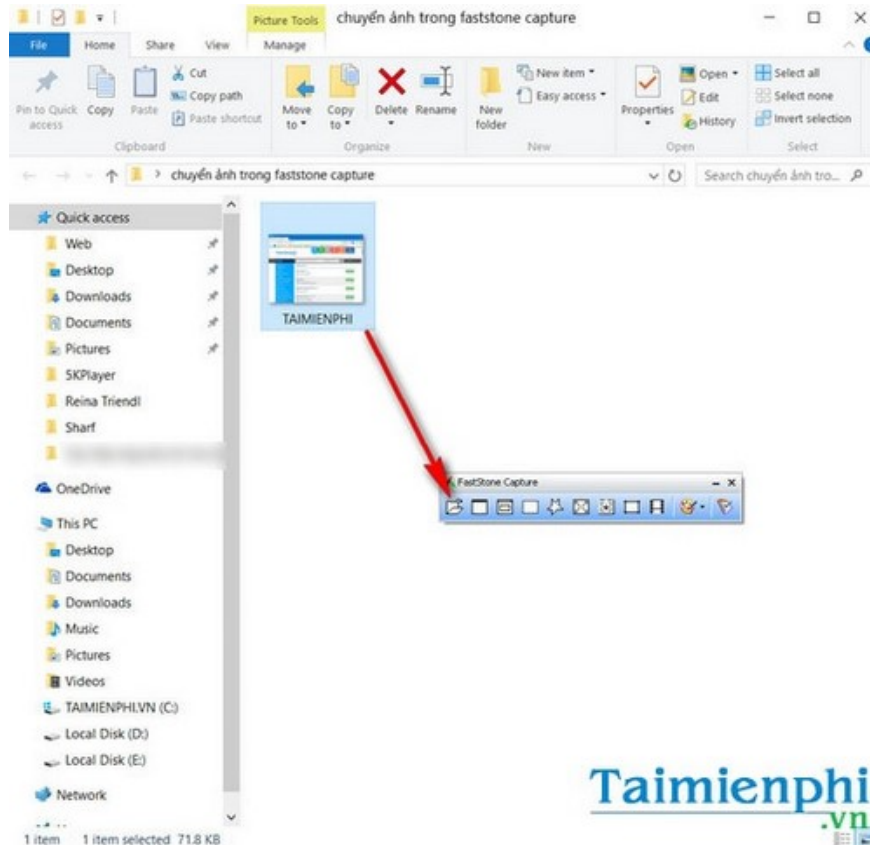 Picture Tools chuyển ảnh trong faststone capture
File Home Share View Manage
Pin to Quick access
Copy
Paste
Cut
Copy path
Paste shortcut
Clipboard
Move to
Copy to
Delete
Rename
Organize
New folder
New item
Easy access
New
Properties
Open
Edit
History
Open
Select all
Select none
Invert selection
Select
chuyển ảnh trong faststone capture
Search chuyển ảnh tro...
Quick access
Web
Desktop
Downloads
Documents
Pictures
5KPlayer
Reina Triendl
Sharf
OneDrive
This PC
Desktop
Documents
Downloads
Music
Pictures
Videos
TAIMIENPHI.VN (C:)
Local Disk (D:)
Local Disk (E:)
Network
TAIMIENPHI
FastStone Capture
Taimienphi
.vn
1 item 1 item selected 71.8 KB